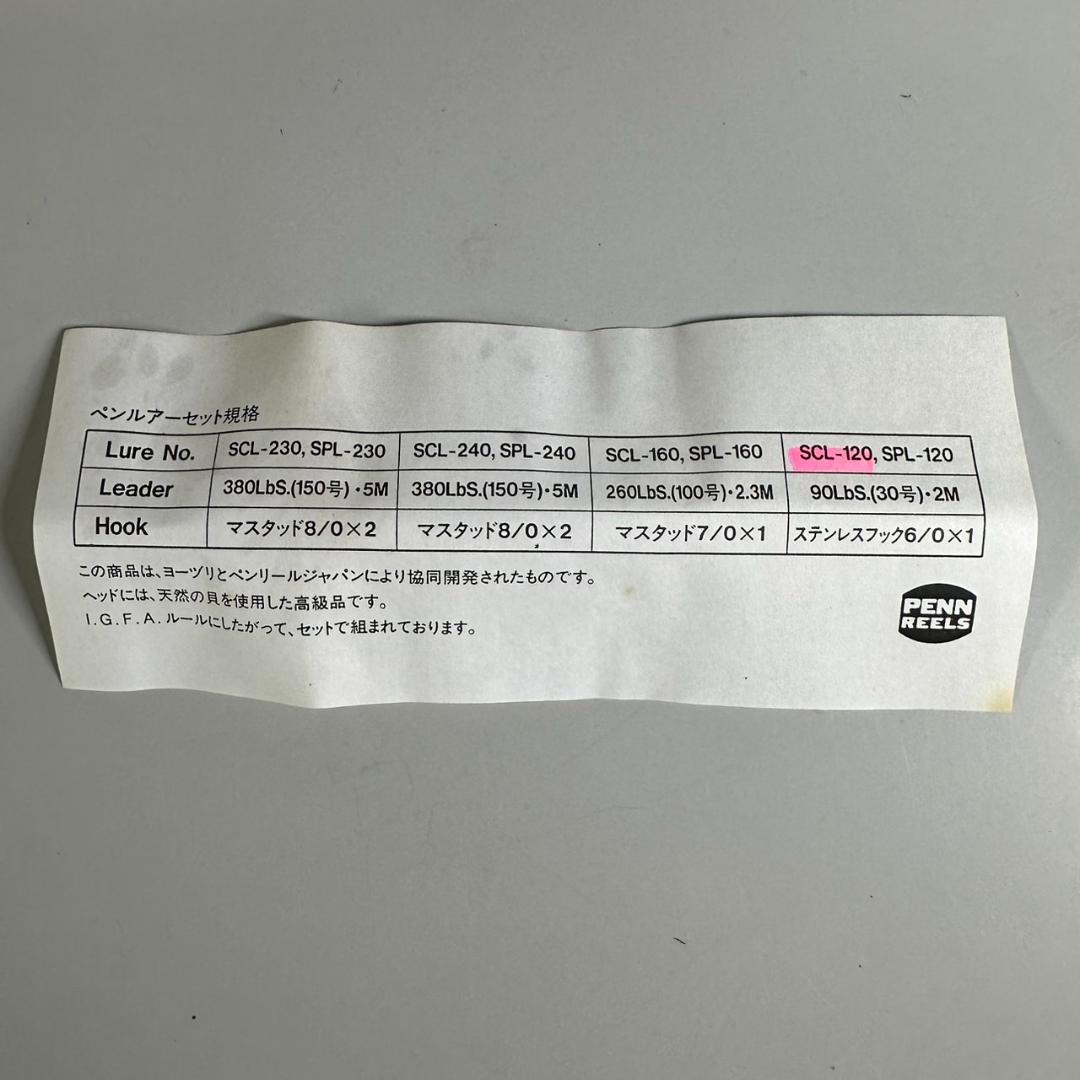 ペンルアーセット規格
Lure No. SCL-230, SPL-230 SCL-240, SPL-240 SCL-160, SPL-160 SCL-120, SPL-120
Leader 380LbS.(150号)・5M 380LbS.(150号)・5M 260LbS.(100号)・2.3M 90LbS.(30号)・2M
Hook マスタッド8/0×2 マスタッド8/0×2 マスタッド7/0×1 ステンレスフック6/0×1
この商品は、ヨーヅリとペンリールジャパンにより協同開発されたものです。
ヘッドには、天然の貝を使用した高級品です。
I.G.F.A.ルールにしたがって、セットで組まれております。
PENN
REELS